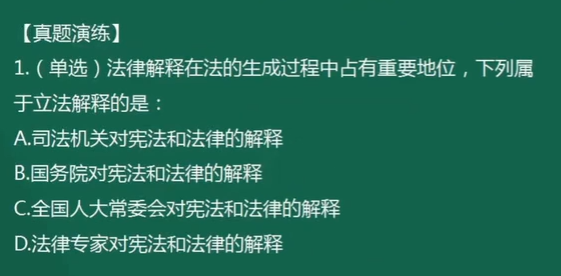 【真题演练】
1.（单选）法律解释在法的生成过程中占有重要地位，下列属
于立法解释的是：
A.司法机关对宪法和法律的解释
B.国务院对宪法和法律的解释
C.全国人大常委会对宪法和法律的解释
D.法律专家对宪法和法律的解释